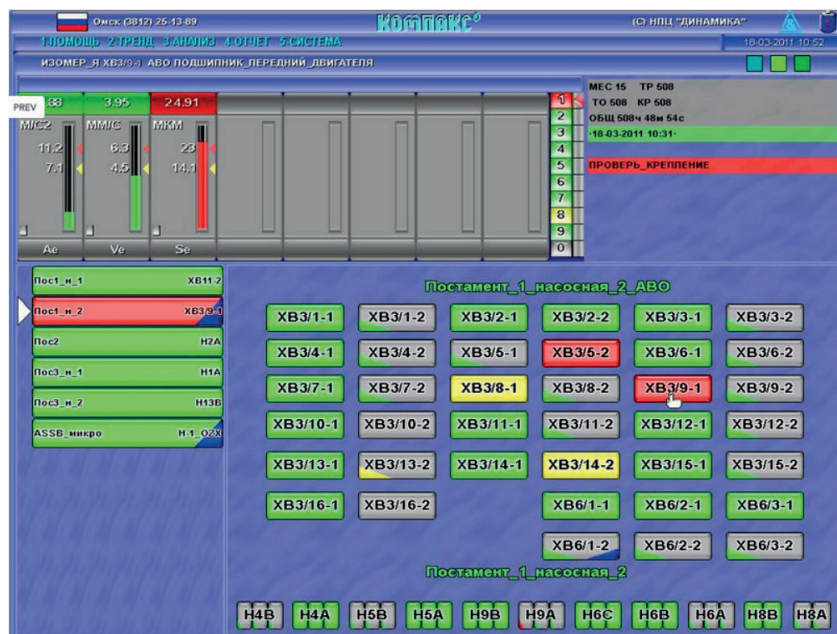 Омск (3812) 25-13-89
КОМПАКС®
(С) НПЦ "ДИНАМИКА"
1-ПОМОЩЬ 2-ТРЕНД 3-АНАЛИЗ 4-ОТЧЕТ 5-СИСТЕМА
18-03-2011 10:52
ИЗОМЕР_Я ХВ3/9-1 АВО ПОДШИПНИК_ПЕРЕДНИЙ_ДВИГАТЕЛЯ
PREV
.88 3.95 24.91
М/С2 ММ/С МКМ
11.2 6.3 23
7.1 4.5 14.1
Ae Ve Se
1
2
3
4
5
6
7
8
9
0
МЕС 15 ТР 508
ТО 508 КР 508
ОБЩ 508ч 48м 54с
-18-03-2011 10:31-
ПРОВЕРЬ_КРЕПЛЕНИЕ
Пос1_н_1 ХВ11-2
Пос1_н_2 ХВ3/9-1
Пос2 Н2А
Пос3_н_1 Н1А
Пос3_н_2 Н13В
ASSB_микро Н-1_OZX
Постамент_1_насосная_2_АВО
ХВ3/1-1 ХВ3/1-2 ХВ3/2-1 ХВ3/2-2 ХВ3/3-1 ХВ3/3-2
ХВ3/4-1 ХВ3/4-2 ХВ3/5-1 ХВ3/5-2 ХВ3/6-1 ХВ3/6-2
ХВ3/7-1 ХВ3/7-2 ХВ3/8-1 ХВ3/8-2 ХВ3/9-1 ХВ3/9-2
ХВ3/10-1 ХВ3/10-2 ХВ3/11-1 ХВ3/11-2 ХВ3/12-1 ХВ3/12-2
ХВ3/13-1 ХВ3/13-2 ХВ3/14-1 ХВ3/14-2 ХВ3/15-1 ХВ3/15-2
ХВ3/16-1 ХВ3/16-2 ХВ6/1-1 ХВ6/2-1 ХВ6/3-1
ХВ6/1-2 ХВ6/2-2 ХВ6/3-2
Постамент_1_насосная_2
Н4В Н4А Н5В Н5А Н9В Н9А Н6С Н6В Н6А Н8В Н8А